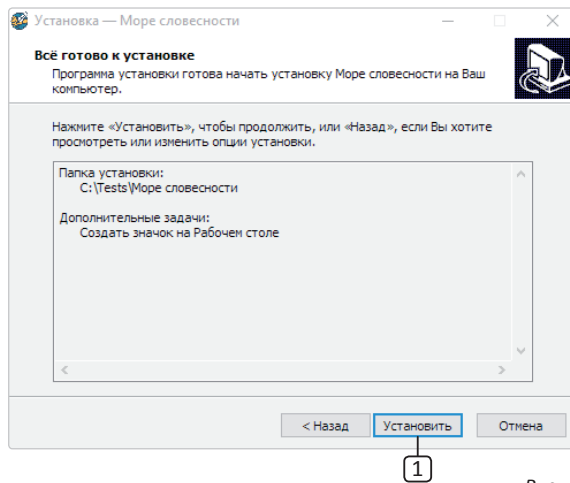 Установка — Море словесности
Всё готово к установке
Программа установки готова начать установку Море словесности на Ваш
компьютер.
Нажмите «Установить», чтобы продолжить, или «Назад», если Вы хотите
просмотреть или изменить опции установки.
Папка установки:
C:\Tests\Море словесности
Дополнительные задачи:
Создать значок на Рабочем столе
< Назад Установить Отмена
1